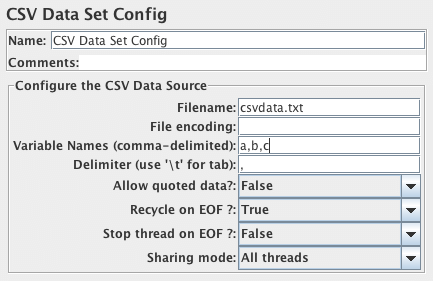 CSV Data Set Config
Name: CSV Data Set Config
Comments:
Configure the CSV Data Source
Filename: csvdata.txt
File encoding:
Variable Names (comma-delimited): a,b,c
Delimiter (use '\t' for tab): ,
Allow quoted data?: False
Recycle on EOF ?: True
Stop thread on EOF ?: False
Sharing mode: All threads